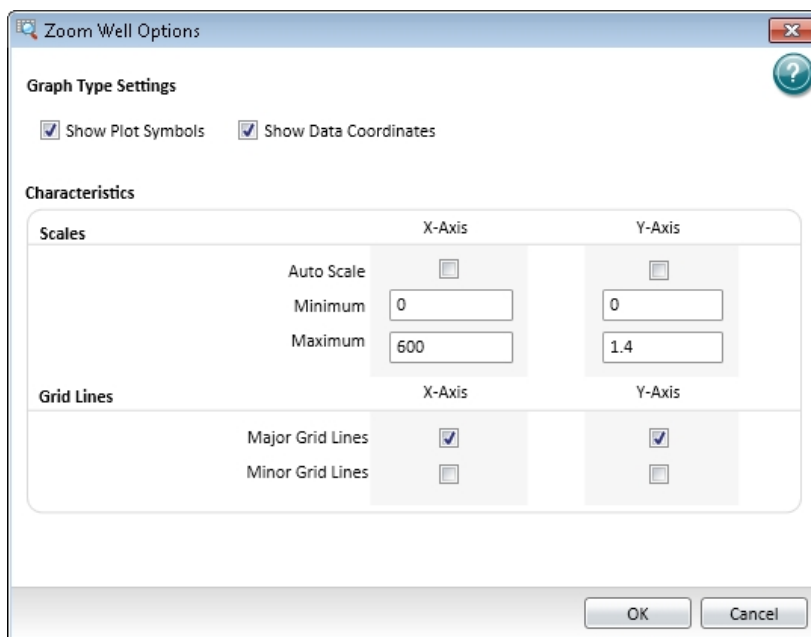 Zoom Well Options
?
Graph Type Settings
Show Plot Symbols Show Data Coordinates
Characteristics
Scales X-Axis Y-Axis
Auto Scale
Minimum 0 0
Maximum 600 1.4
Grid Lines X-Axis Y-Axis
Major Grid Lines
Minor Grid Lines
OK Cancel